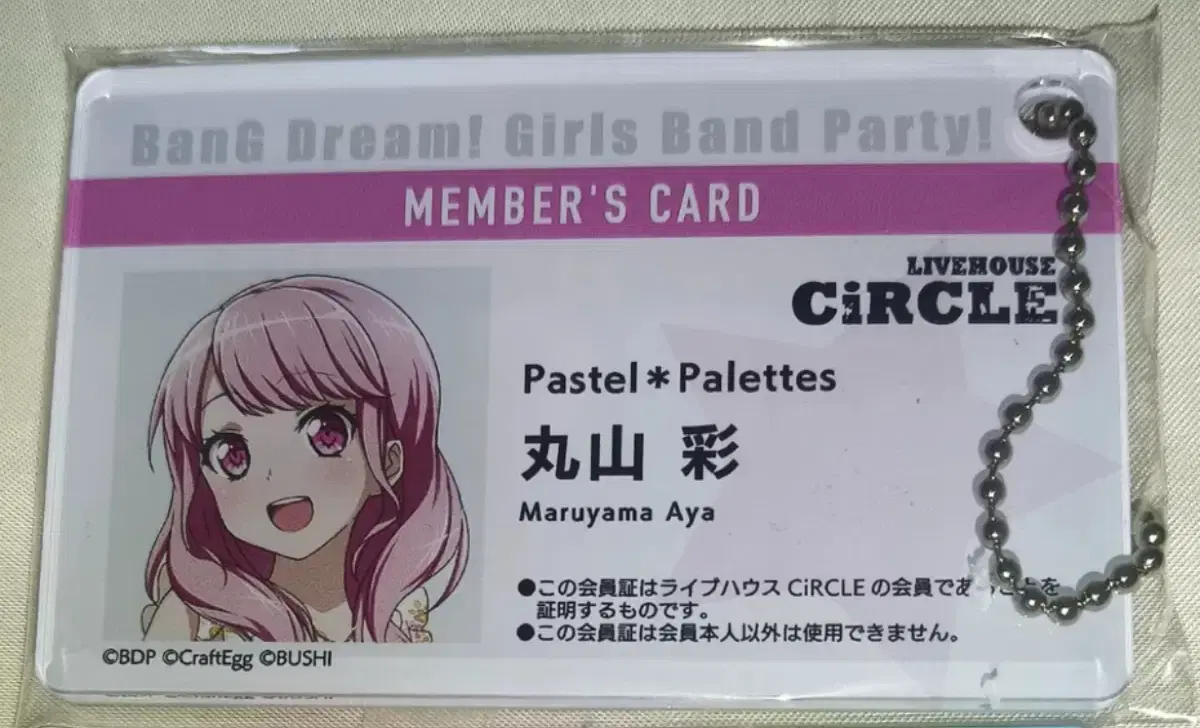 BanG Dream! Girls Band Party!
MEMBER'S CARD
LIVEHOUSE
CiRCLE
Pastel*Palettes
丸山 彩
Maruyama Aya
●この会員証はライブハウス CiRCLE の会員であことを
証明するものです。
●この会員証は会員本人以外は使用できません。
©BDP ©CraftEgg ©BUSHI